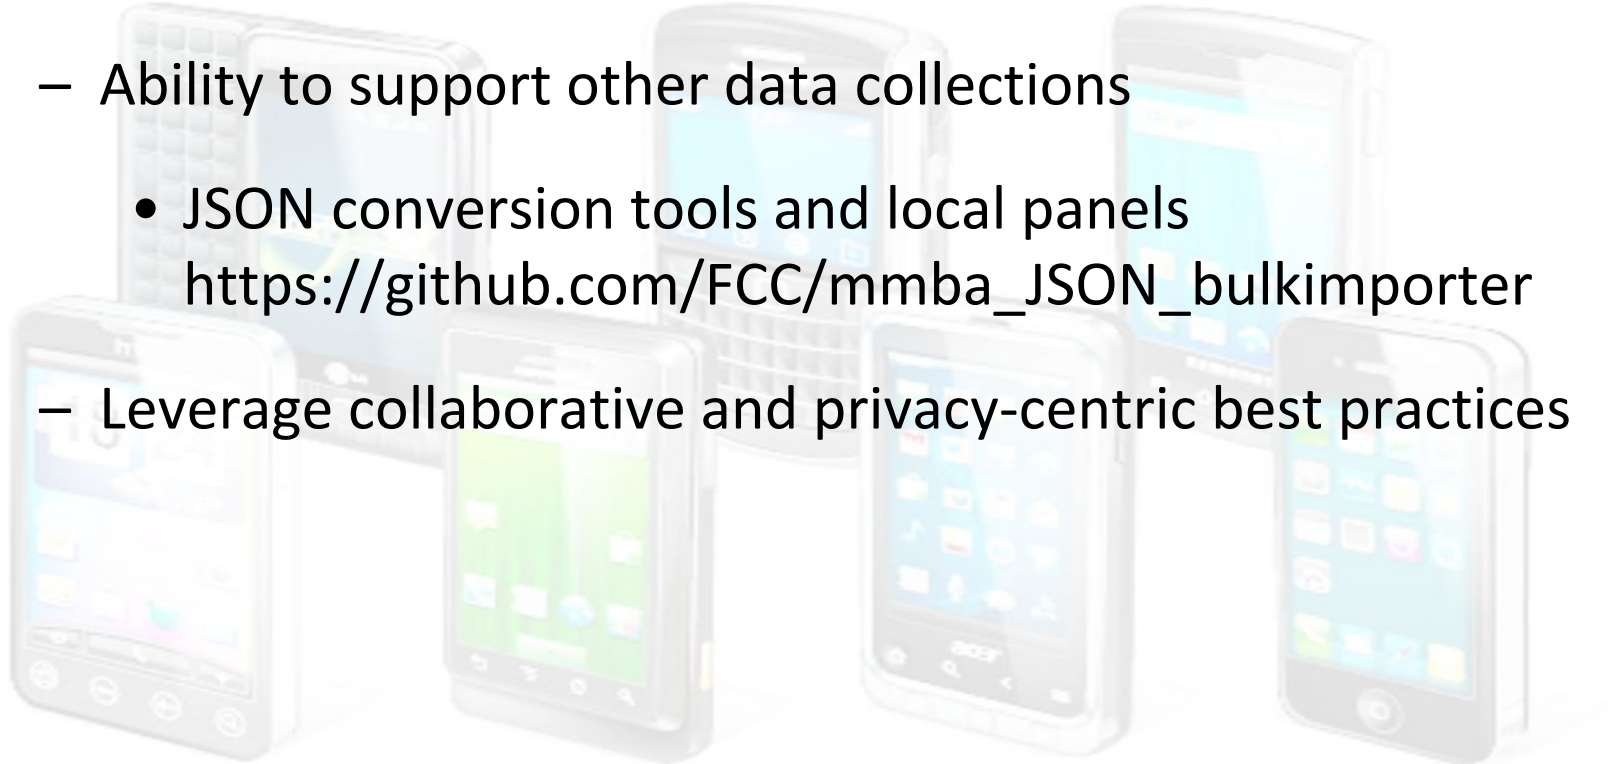 – Ability to support other data collections
• JSON conversion tools and local panels
https://github.com/FCC/mmba_JSON_bulkimporter
– Leverage collaborative and privacy-centric best practices
acer